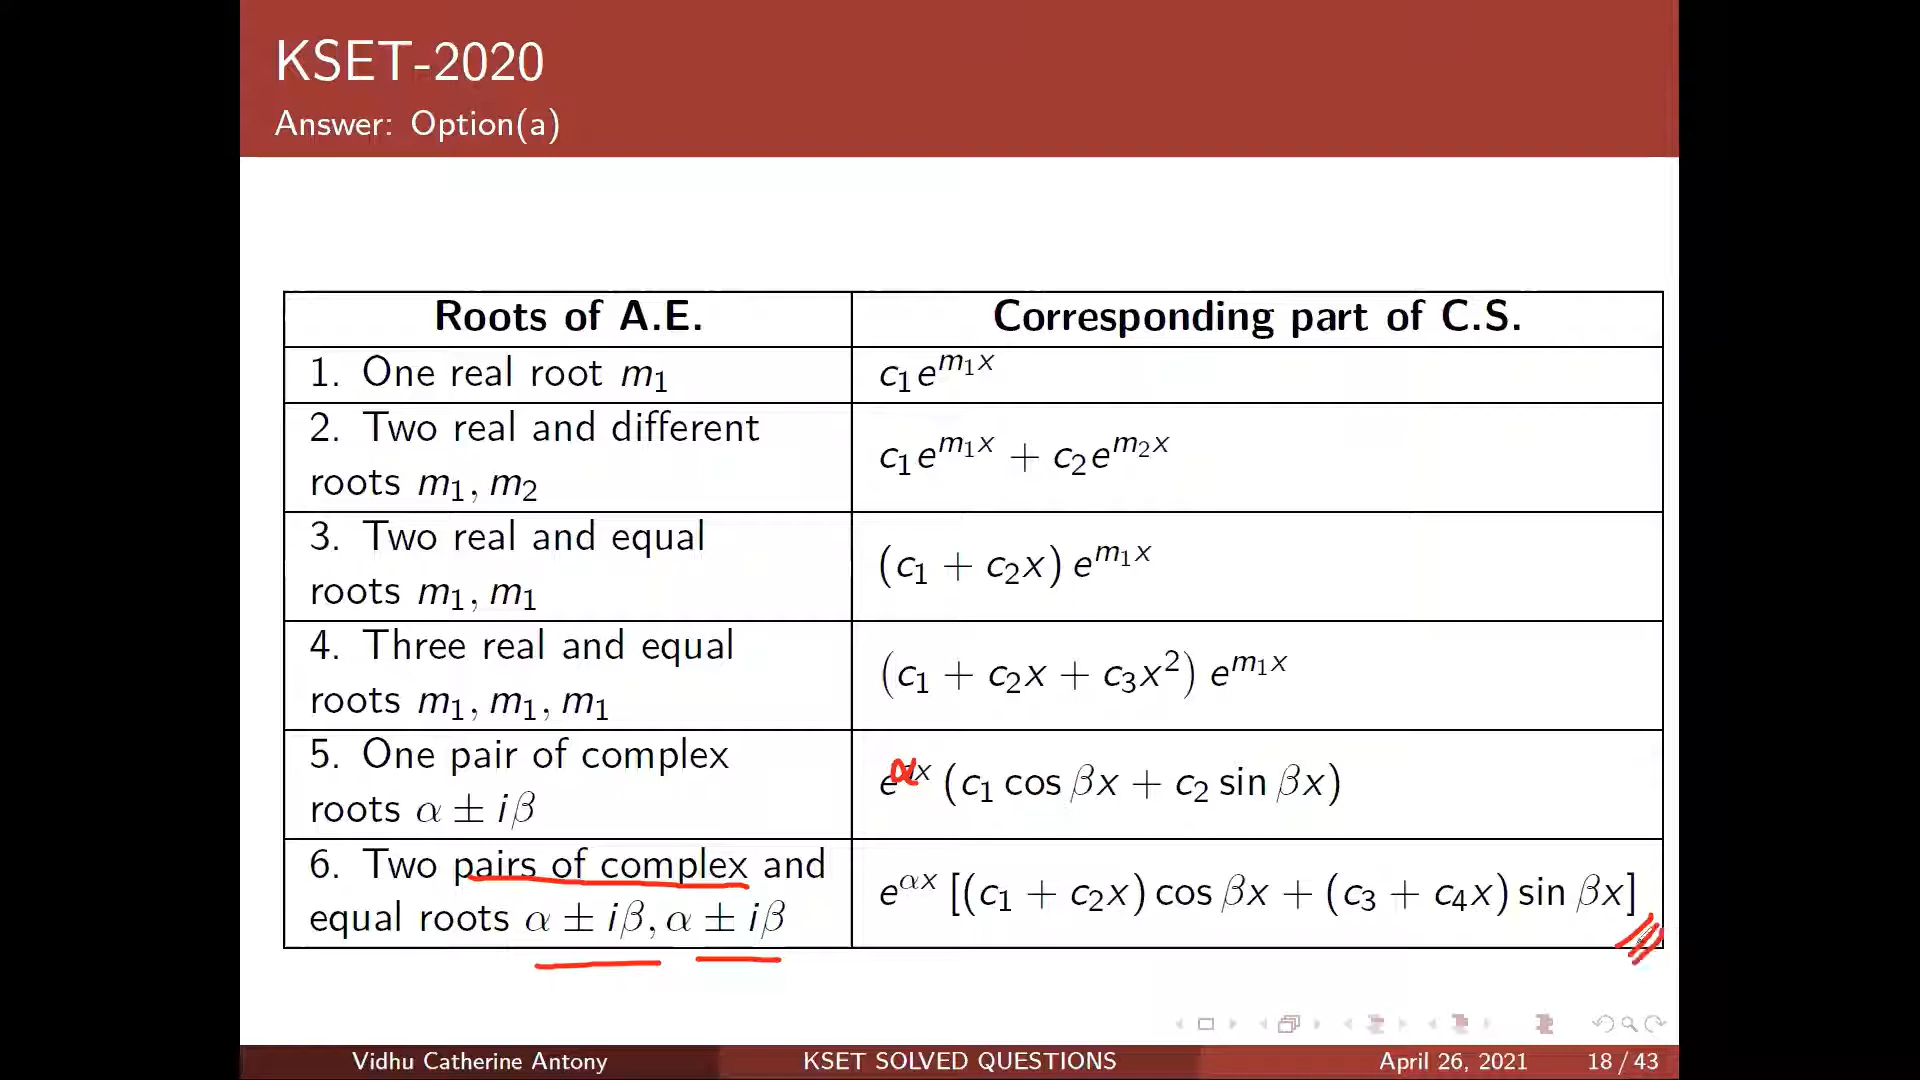 KSET-2020
Answer: Option(a)
Roots of A.E. Corresponding part of C.S.
1. One real root m₁ c₁e^{m₁x}
2. Two real and different
roots m₁, m₂ c₁e^{m₁x} + c₂e^{m₂x}
3. Two real and equal
roots m₁, m₁ (c₁ + c₂x) e^{m₁x}
4. Three real and equal
roots m₁, m₁, m₁ (c₁ + c₂x + c₃x²) e^{m₁x}
5. One pair of complex
roots α ± iβ e^{αx} (c₁ cos βx + c₂ sin βx)
6. Two pairs of complex and
equal roots α ± iβ, α ± iβ e^{αx} [(c₁ + c₂x) cos βx + (c₃ + c₄x) sin βx]
Vidhu Catherine Antony KSET SOLVED QUESTIONS April 26, 2021 18 / 43